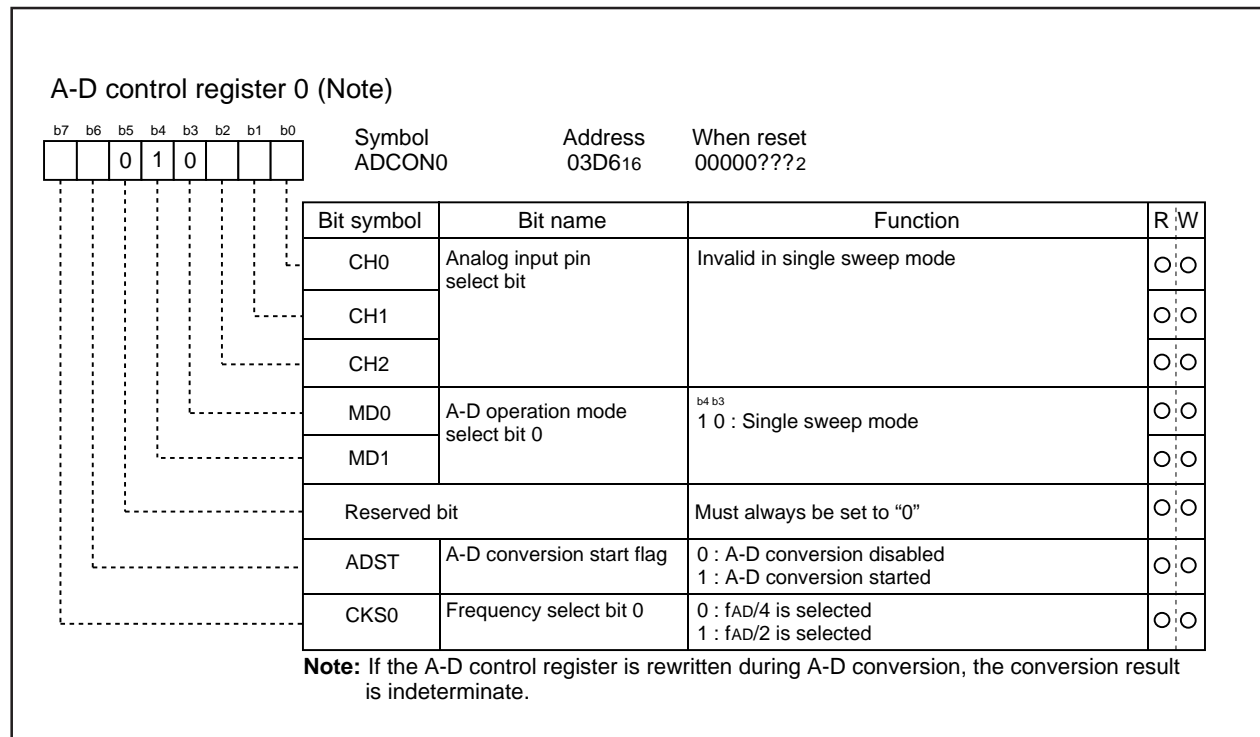 A-D control register 0 (Note)
b7 b6 b5 b4 b3 b2 b1 b0
0 1 0
Symbol Address When reset
ADCON0 03D616 00000???2
Bit symbol Bit name Function R W
CH0 Analog input pin Invalid in single sweep mode
select bit
CH1
CH2
MD0 A-D operation mode b4 b3
select bit 0 1 0 : Single sweep mode
MD1
Reserved bit Must always be set to “0”
ADST A-D conversion start flag 0 : A-D conversion disabled
1 : A-D conversion started
CKS0 Frequency select bit 0 0 : fAD/4 is selected
1 : fAD/2 is selected
Note: If the A-D control register is rewritten during A-D conversion, the conversion result
is indeterminate.